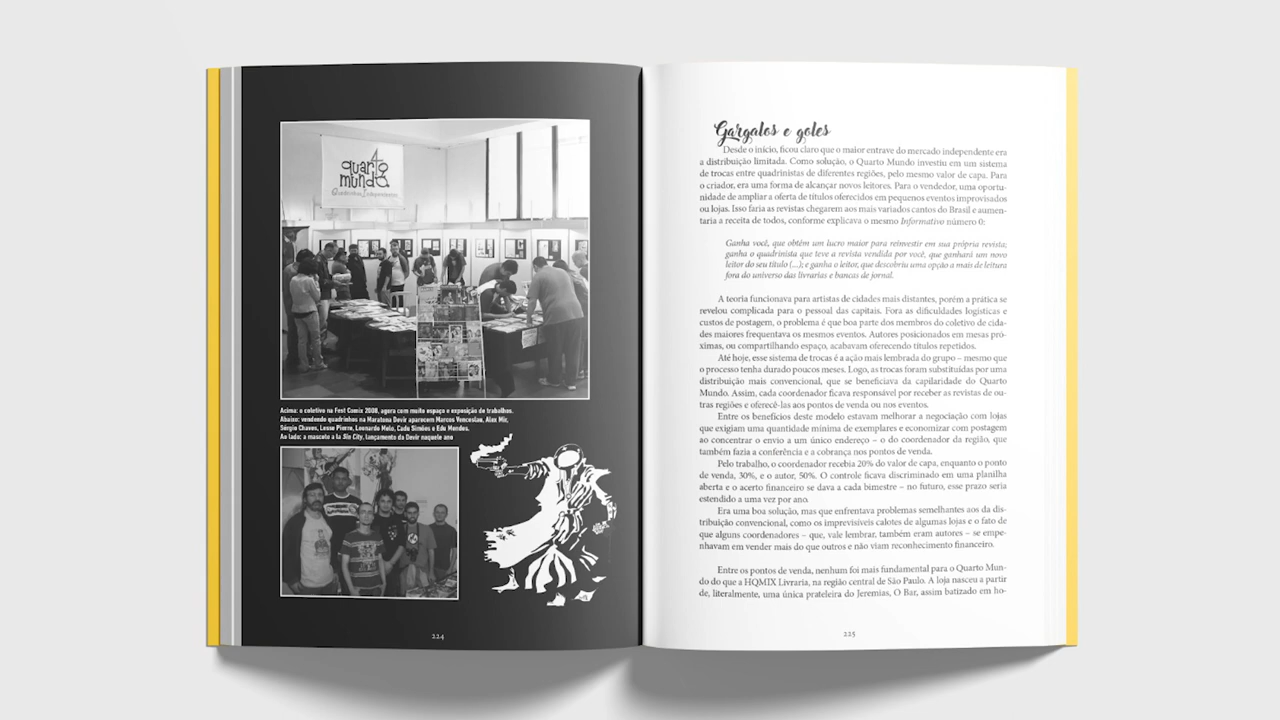 quarto
mundo
Quadrinhos Independentes
Acima: o coletivo na Fest Comix 2008, agora com muito espaço e exposição de trabalhos.
Abaixo: vendendo quadrinhos na Maratona Devir aparecem Marcos Venceslau, Alex Mir,
Sérgio Chaves, Leonardo Melo, Cadu Simões e Edu Mendes.
Ao lado: a mascote a la Sin City, lançamento da Devir naquele ano
224
Gargalos e goles
Desde o início, ficou claro que o maior entrave do mercado independente era
a distribuição limitada. Como solução, o Quarto Mundo investiu em um sistema
de trocas entre quadrinistas de diferentes regiões, pelo mesmo valor de capa. Para
o criador, era uma forma de alcançar novos leitores. Para o vendedor, uma oportu-
nidade de ampliar a oferta de títulos oferecidos em pequenos eventos improvisados
ou lojas. Isso faria as revistas chegarem aos mais variados cantos do Brasil e aumen-
taria a receita de todos, conforme explicava o mesmo Informativo número 0:
Ganha você, que obtêm um lucro maior para reinvestir em sua própria revista;
ganha o quadrinista que teve a revista vendida por você, que ganhará um novo
leitor do seu título (...); e ganha o leitor, que descobriu uma opção a mais de leitura
fora do universo das livrarias e bancas de jornal.
A teoria funcionava para artistas de cidades mais distantes, porém a prática se
revelou complicada para o pessoal das capitais. Fora as dificuldades logísticas e
custos de postagem, o problema é que boa parte dos membros do coletivo de cida-
des maiores frequentava os mesmos eventos. Autores posicionados em mesas pró-
ximas, ou compartilhando espaço, acabavam oferecendo títulos repetidos.
Até hoje, esse sistema de trocas é a ação mais lembrada do grupo – mesmo que
o processo tenha durado poucos meses. Logo, as trocas foram substituídas por uma
distribuição mais convencional, que se beneficiava da capilaridade do Quarto
Mundo. Assim, cada coordenador ficava responsável por receber as revistas de ou-
tras regiões e oferecê-las aos pontos de venda ou nos eventos.
Entre os benefícios deste modelo estavam melhorar a negociação com lojas
que exigiam uma quantidade mínima de exemplares e economizar com postagem
ao concentrar o envio a um único endereço – o do coordenador da região, que
também fazia a conferência e a cobrança nos pontos de venda.
Pelo trabalho, o coordenador recebia 20% do valor de capa, enquanto o ponto
de venda, 30%, e o autor, 50%. O controle ficava discriminado em uma planilha
aberta e o acerto financeiro se dava a cada bimestre – no futuro, esse prazo seria
estendido a uma vez por ano.
Era uma boa solução, mas que enfrentava problemas semelhantes aos da dis-
tribuição convencional, como os imprevisíveis calotes de algumas lojas e o fato de
que alguns coordenadores – que, vale lembrar, também eram autores – se empe-
nhavam em vender mais do que outros e não viam reconhecimento financeiro.
Entre os pontos de venda, nenhum foi mais fundamental para o Quarto Mun-
do do que a HQMIX Livraria, na região central de São Paulo. A loja nasceu a partir
de, literalmente, uma única prateleira do Jeremias, O Bar, assim batizado em ho-
225